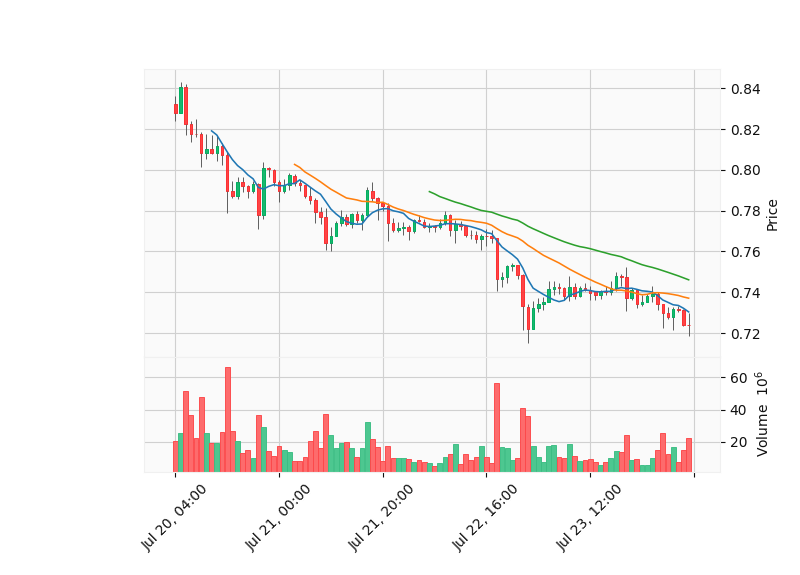 0.84
0.82
0.80
0.78
0.76
0.74
0.72
Price
60
40
20
Volume 10^6
Jul 20, 04:00
Jul 21, 00:00
Jul 21, 20:00
Jul 22, 16:00
Jul 23, 12:00